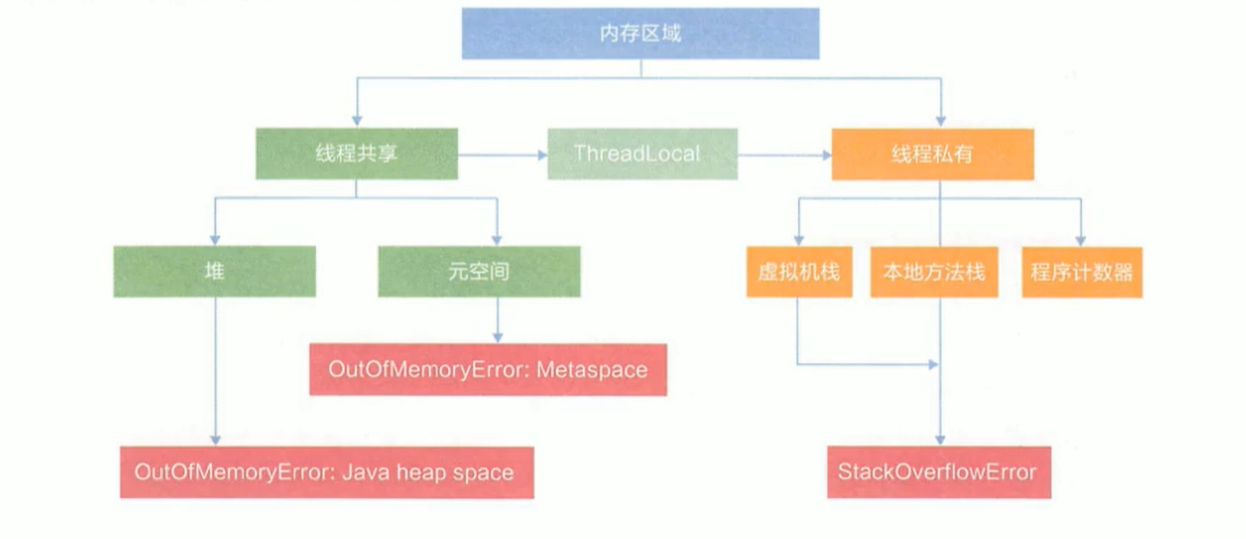 内存区域
线程共享
ThreadLocal
线程私有
堆
元空间
虚拟机栈
本地方法栈
程序计数器
OutOfMemoryError: Metaspace
OutOfMemoryError: Java heap space
StackOverflowError